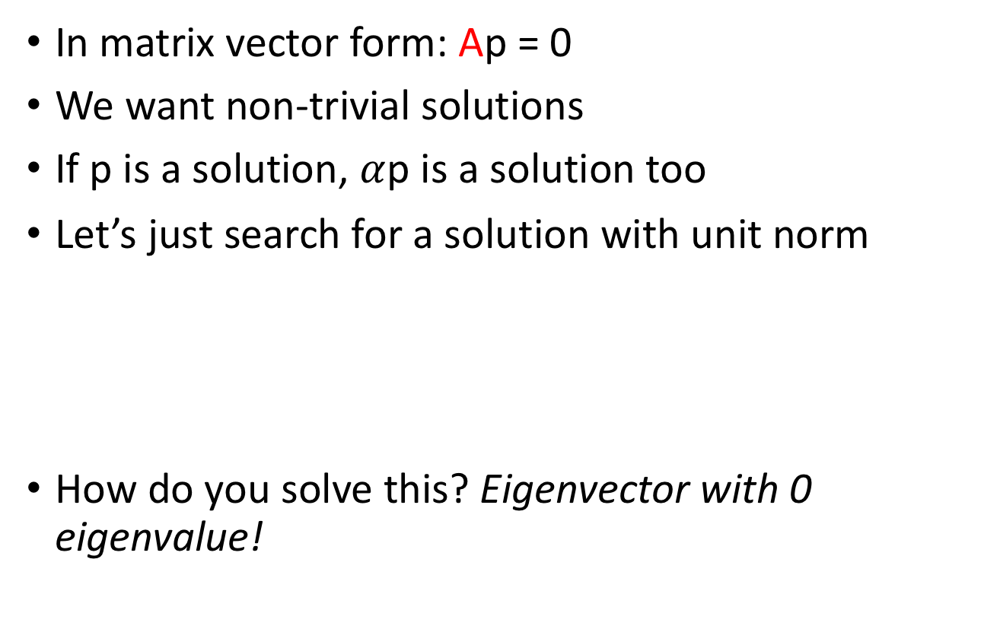 • In matrix vector form: Ap = 0
• We want non-trivial solutions
• If p is a solution, 𝛼p is a solution too
• Let’s just search for a solution with unit norm
• How do you solve this? Eigenvector with 0
eigenvalue!